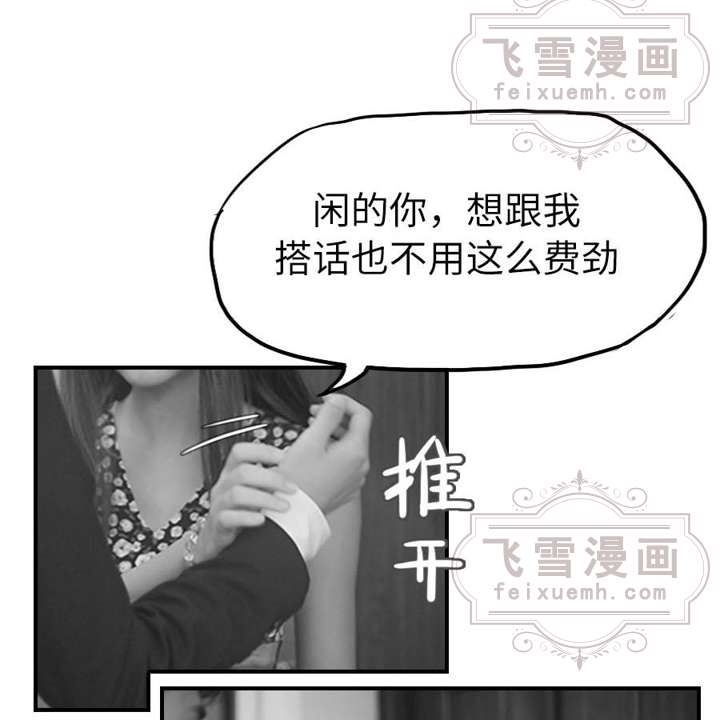 飞雪漫画
feixuemh.com
闲的你，想跟我
搭话也不用这么费劲
推
开
飞雪漫画
feixuemh.com